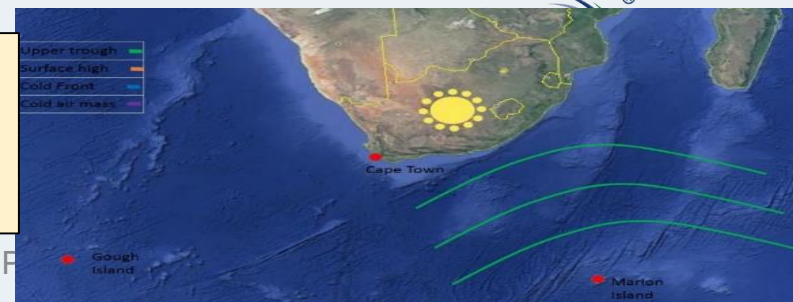 Upper trough
Surface high
Cold Front
Cold air mass
Cape Town
Gough
Island
Marion
Island